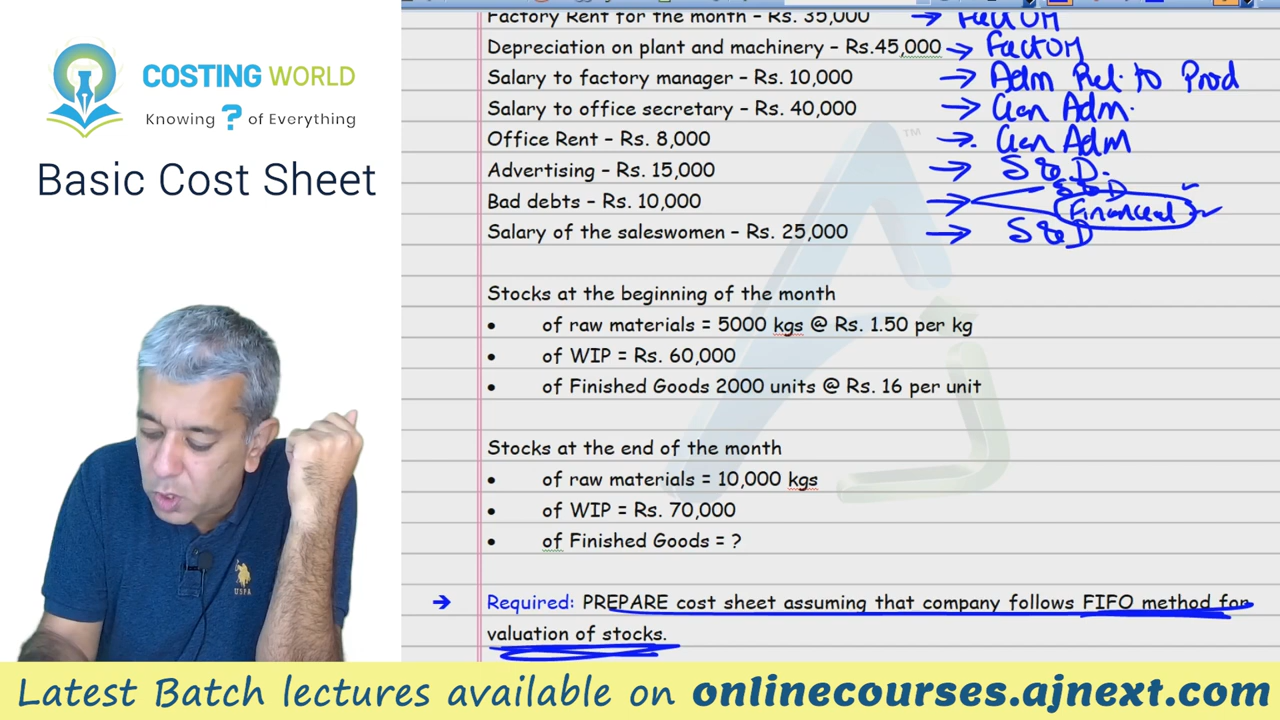 COSTING WORLD
Knowing ? of Everything
Basic Cost Sheet
Factory Rent for the month – Rs. 35,000 → Fact OH
Depreciation on plant and machinery – Rs.45,000 → Fact OH
Salary to factory manager – Rs. 10,000 → Adm Rel. to Prod
Salary to office secretary – Rs. 40,000 → Gen Adm.
Office Rent – Rs. 8,000 → Gen Adm
Advertising – Rs. 15,000 → S&D.
S&D
Bad debts – Rs. 10,000 → Financial
Salary of the saleswomen – Rs. 25,000 → S&D
Stocks at the beginning of the month
• of raw materials = 5000 kgs @ Rs. 1.50 per kg
• of WIP = Rs. 60,000
• of Finished Goods 2000 units @ Rs. 16 per unit
Stocks at the end of the month
• of raw materials = 10,000 kgs
• of WIP = Rs. 70,000
• of Finished Goods = ?
→ Required: PREPARE cost sheet assuming that company follows FIFO method for
valuation of stocks.
TM
USPA
Latest Batch lectures available on onlinecourses.ajnext.com